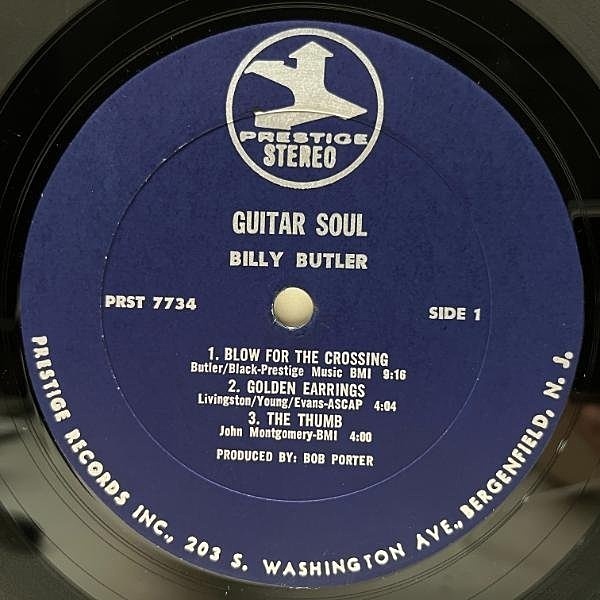 PRESTIGE
STEREO
GUITAR SOUL
BILLY BUTLER
PRST 7734
SIDE 1
1. BLOW FOR THE CROSSING
Butler/Black-Prestige Music BMI 9:16
2. GOLDEN EARRINGS
Livingston/Young/Evans-ASCAP 4:04
3. THE THUMB
John Montgomery-BMI 4:00
PRODUCED BY: BOB PORTER
PRESTIGE RECORDS INC., 203 S. WASHINGTON AVE., BERGENFIELD, N. J.